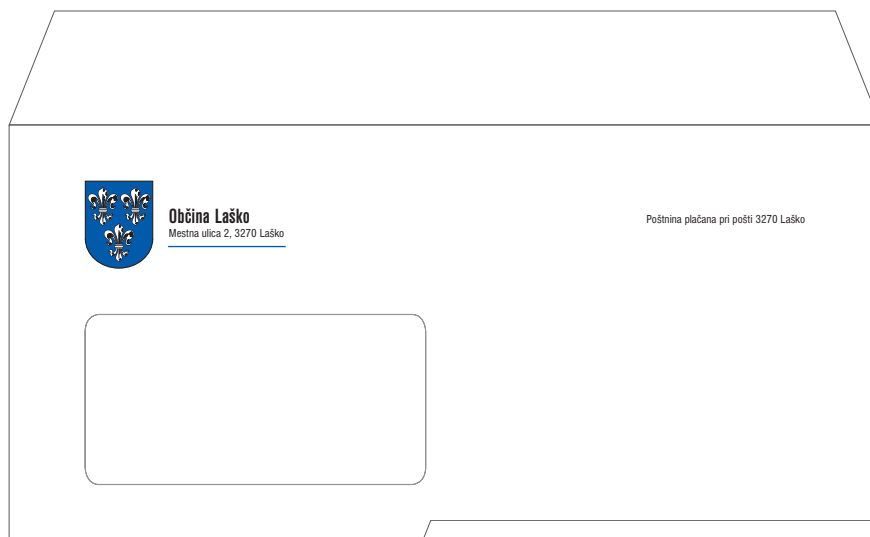 Občina Laško
Mestna ulica 2, 3270 Laško
Poštnina plačana pri pošti 3270 Laško